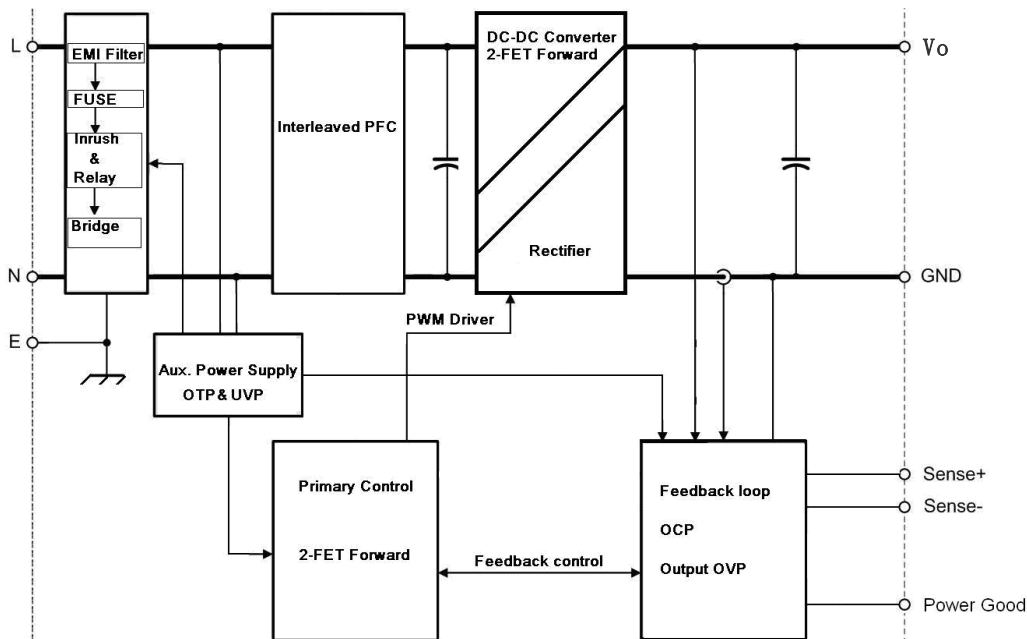 L
EMI Filter
FUSE
Inrush
&
Relay
Bridge
Interleaved PFC
DC-DC Converter
2-FET Forward
Rectifier
Vo
N
GND
E
PWM Driver
Aux. Power Supply
OTP & UVP
Primary Control
2-FET Forward
Feedback control
Feedback loop
OCP
Output OVP
Sense+
Sense-
Power Good